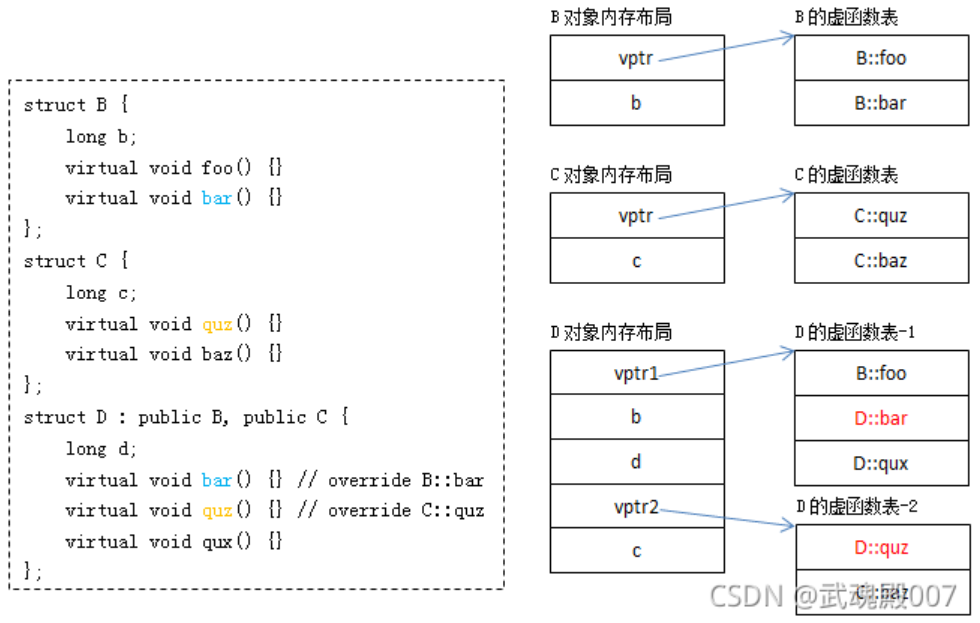 struct B {
long b;
virtual void foo() {}
virtual void bar() {}
};
struct C {
long c;
virtual void quz() {}
virtual void baz() {}
};
struct D : public B, public C {
long d;
virtual void bar() {} // override B::bar
virtual void quz() {} // override C::quz
virtual void qux() {}
};
B 对象内存布局
vptr
b
B 的虚函数表
B::foo
B::bar
C 对象内存布局
vptr
c
C 的虚函数表
C::quz
C::baz
D 对象内存布局
vptr1
b
d
vptr2
c
D 的虚函数表-1
B::foo
D::bar
D::qux
D 的虚函数表-2
D::quz
C::baz
CSDN @武魂殿007